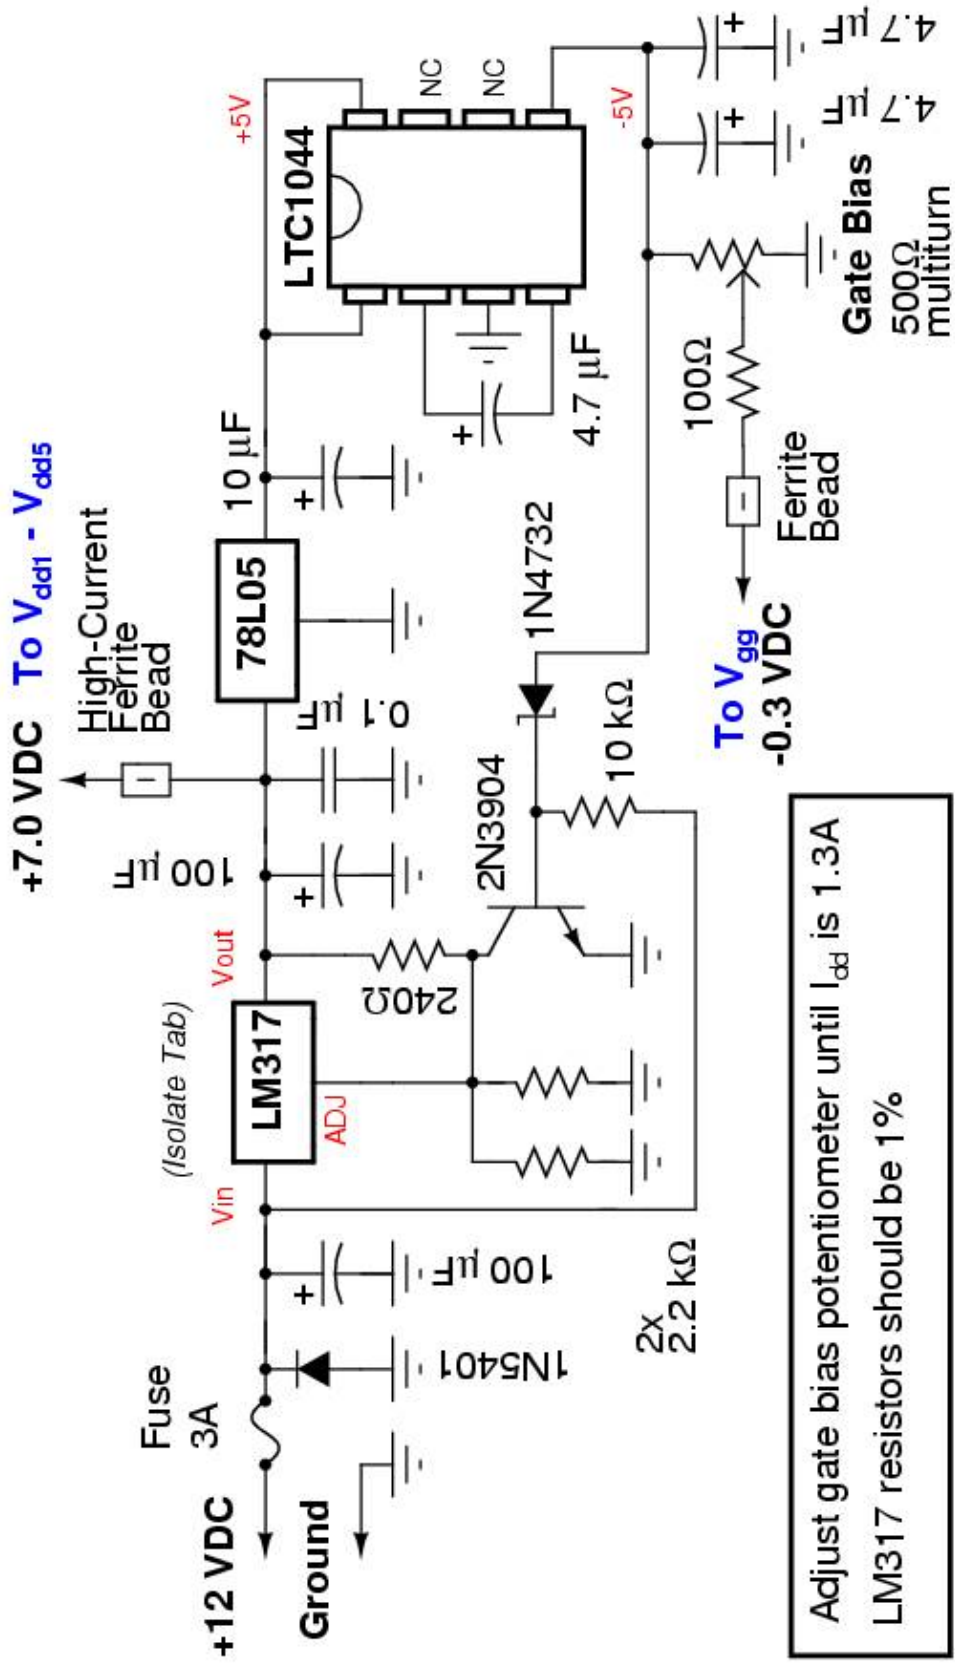 +7.0 VDC To Vdd1 - Vdd5
High-Current
Ferrite
Bead
(Isolate Tab)
Fuse
3A
+12 VDC
Ground
1N5401
100 µF
Vin
LM317
ADJ
Vout
240Ω
2x
2.2 kΩ
100 µF
0.1 µF
78L05
10 µF
+5V
LTC1044
NC
NC
4.7 µF
2N3904
10 kΩ
1N4732
-5V
4.7 µF
4.7 µF
Gate Bias
500Ω
multiturn
100Ω
Ferrite
Bead
To Vgg
-0.3 VDC
Adjust gate bias potentiometer until Idd is 1.3A
LM317 resistors should be 1%